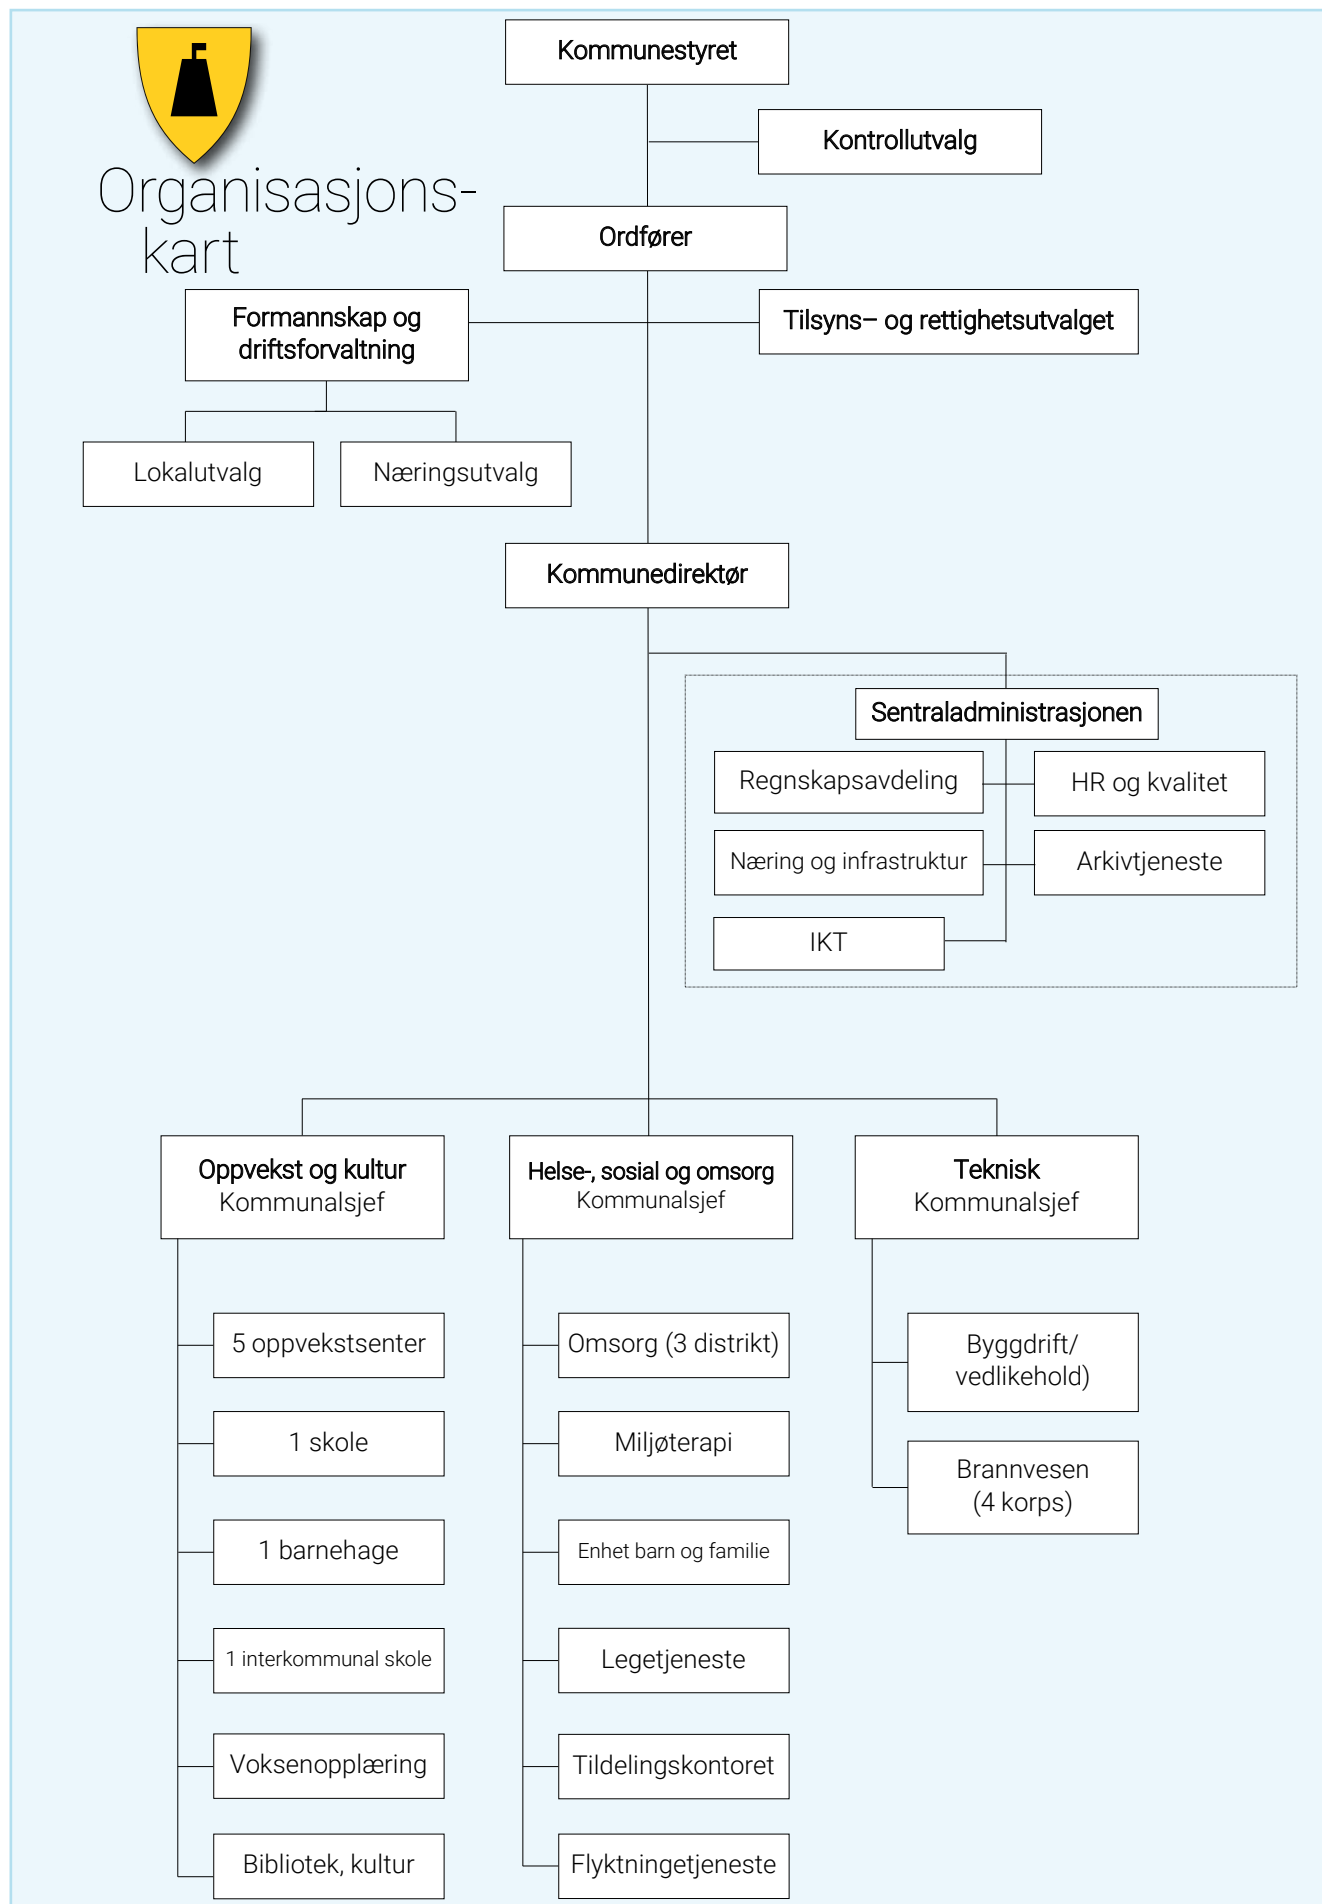 Organisasjons-
kart
Kommunestyret
Kontrollutvalg
Ordfører
Formannskap og
driftsforvaltning
Tilsyns– og rettighetsutvalget
Lokalutvalg
Næringsutvalg
Kommunedirektør
Sentraladministrasjonen
Regnskapsavdeling
HR og kvalitet
Næring og infrastruktur
Arkivtjeneste
IKT
Oppvekst og kultur
Kommunalsjef
5 oppvekstsenter
1 skole
1 barnehage
1 interkommunal skole
Voksenopplæring
Bibliotek, kultur
Helse-, sosial og omsorg
Kommunalsjef
Omsorg (3 distrikt)
Miljøterapi
Enhet barn og familie
Legetjeneste
Tildelingskontoret
Flyktningetjeneste
Teknisk
Kommunalsjef
Byggdrift/
vedlikehold)
Brannvesen
(4 korps)